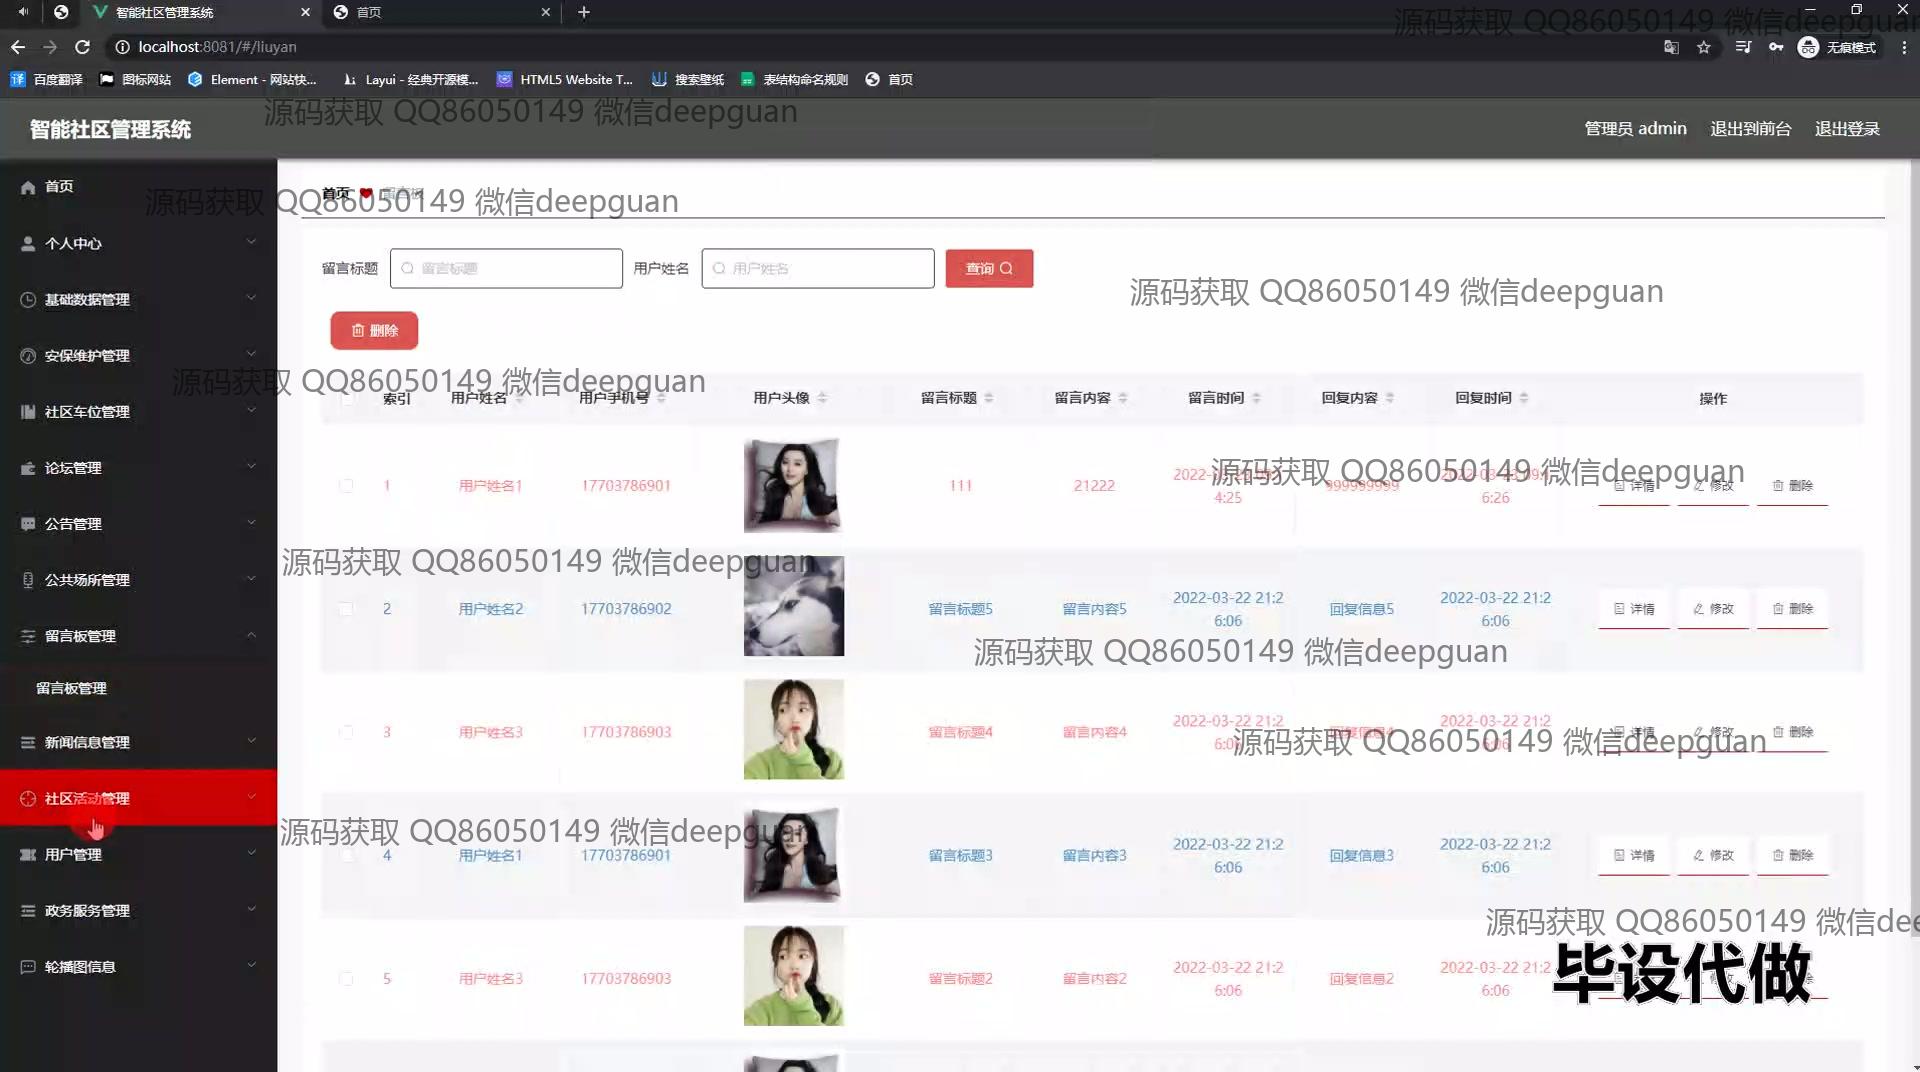 智能社区管理系统
首页
localhost:8081/#/liuyan
无痕模式
百度翻译
图标网站
Element - 网站快...
Layui - 经典开源模...
HTML5 Website T...
搜索壁纸
表结构命名规则
首页
源码获取 QQ86050149 微信deepguan
源码获取 QQ86050149 微信deepguan
智能社区管理系统
管理员 admin
退出到前台
退出登录
首页
个人中心
基础数据管理
安保维护管理
社区车位管理
论坛管理
公告管理
公共场所管理
留言板管理
留言板管理
新闻信息管理
社区活动管理
用户管理
政务服务管理
轮播图信息
首页 留言板
源码获取 QQ86050149 微信deepguan
留言标题 留言标题 用户姓名 用户姓名 查询
源码获取 QQ86050149 微信deepguan
删除
源码获取 QQ86050149 微信deepguan
索引 用户姓名 用户手机号 用户头像 留言标题 留言内容 留言时间 回复内容 回复时间 操作
源码获取 QQ86050149 微信deepguan
1 用户姓名1 17703786901 111 21222 4:25 999999999 6:26 详情 修改 删除
源码获取 QQ86050149 微信deepguan
2 用户姓名2 17703786902 留言标题5 留言内容5 2022-03-22 21:2 6:06 回复信息5 2022-03-22 21:2 6:06 详情 修改 删除
源码获取 QQ86050149 微信deepguan
3 用户姓名3 17703786903 留言标题4 留言内容4 2022-03-22 21:2 6:06 回复信息4 2022-03-22 21:2 6:06 详情 修改 删除
源码获取 QQ86050149 微信deepguan
源码获取 QQ86050149 微信deepguan
4 用户姓名1 17703786901 留言标题3 留言内容3 2022-03-22 21:2 6:06 回复信息3 2022-03-22 21:2 6:06 详情 修改 删除
源码获取 QQ86050149 微信dee
5 用户姓名3 17703786903 留言标题2 留言内容2 2022-03-22 21:2 6:06 回复信息2 2022-03-22 21:2 6:06
毕设代做